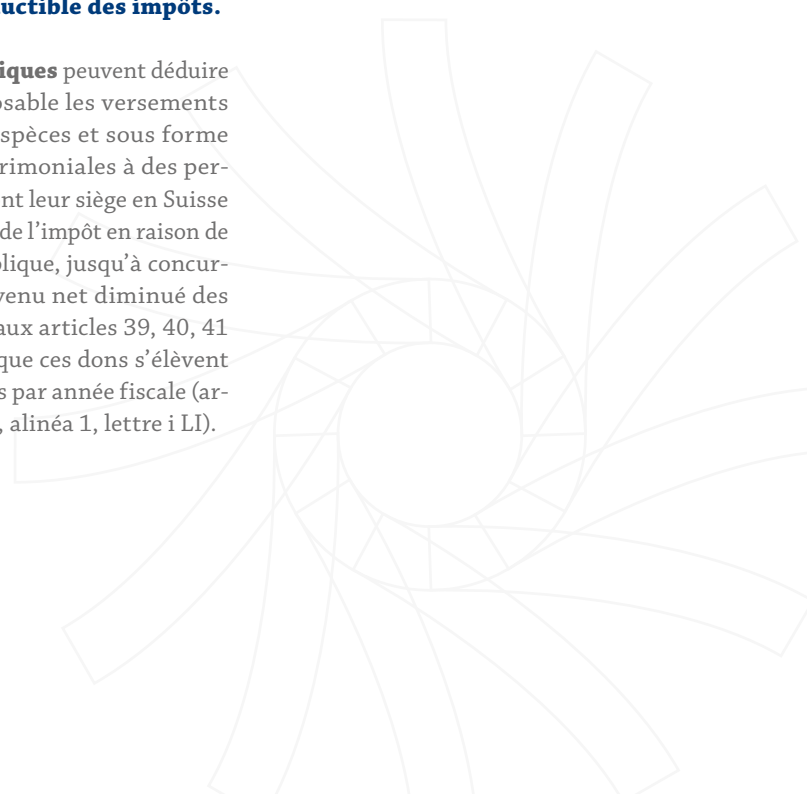 uctible des impôts.
iques peuvent déduire
osable les versements
spèces et sous forme
rimoniales à des per-
nt leur siège en Suisse
de l’impôt en raison de
blique, jusqu’à concur-
venu net diminué des
aux articles 39, 40, 41
que ces dons s’élèvent
s par année fiscale (ar-
, alinéa 1, lettre i LI).